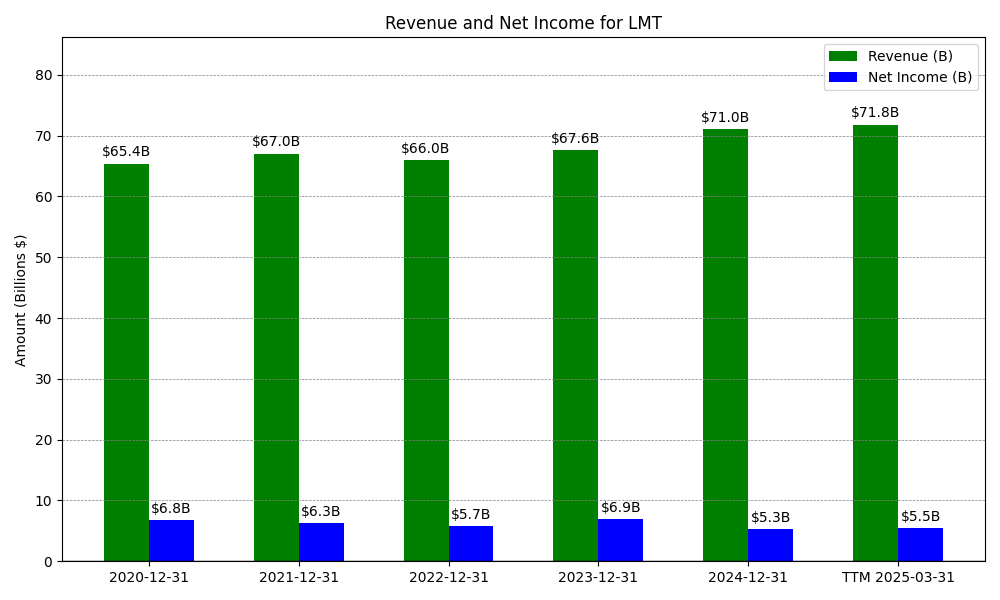 Revenue and Net Income for LMT
Revenue (B)
Net Income (B)
Amount (Billions $)
80
70
60
50
40
30
20
10
0
$65.4B
$67.0B
$66.0B
$67.6B
$71.0B
$71.8B
$6.8B
$6.3B
$5.7B
$6.9B
$5.3B
$5.5B
2020-12-31
2021-12-31
2022-12-31
2023-12-31
2024-12-31
TTM 2025-03-31